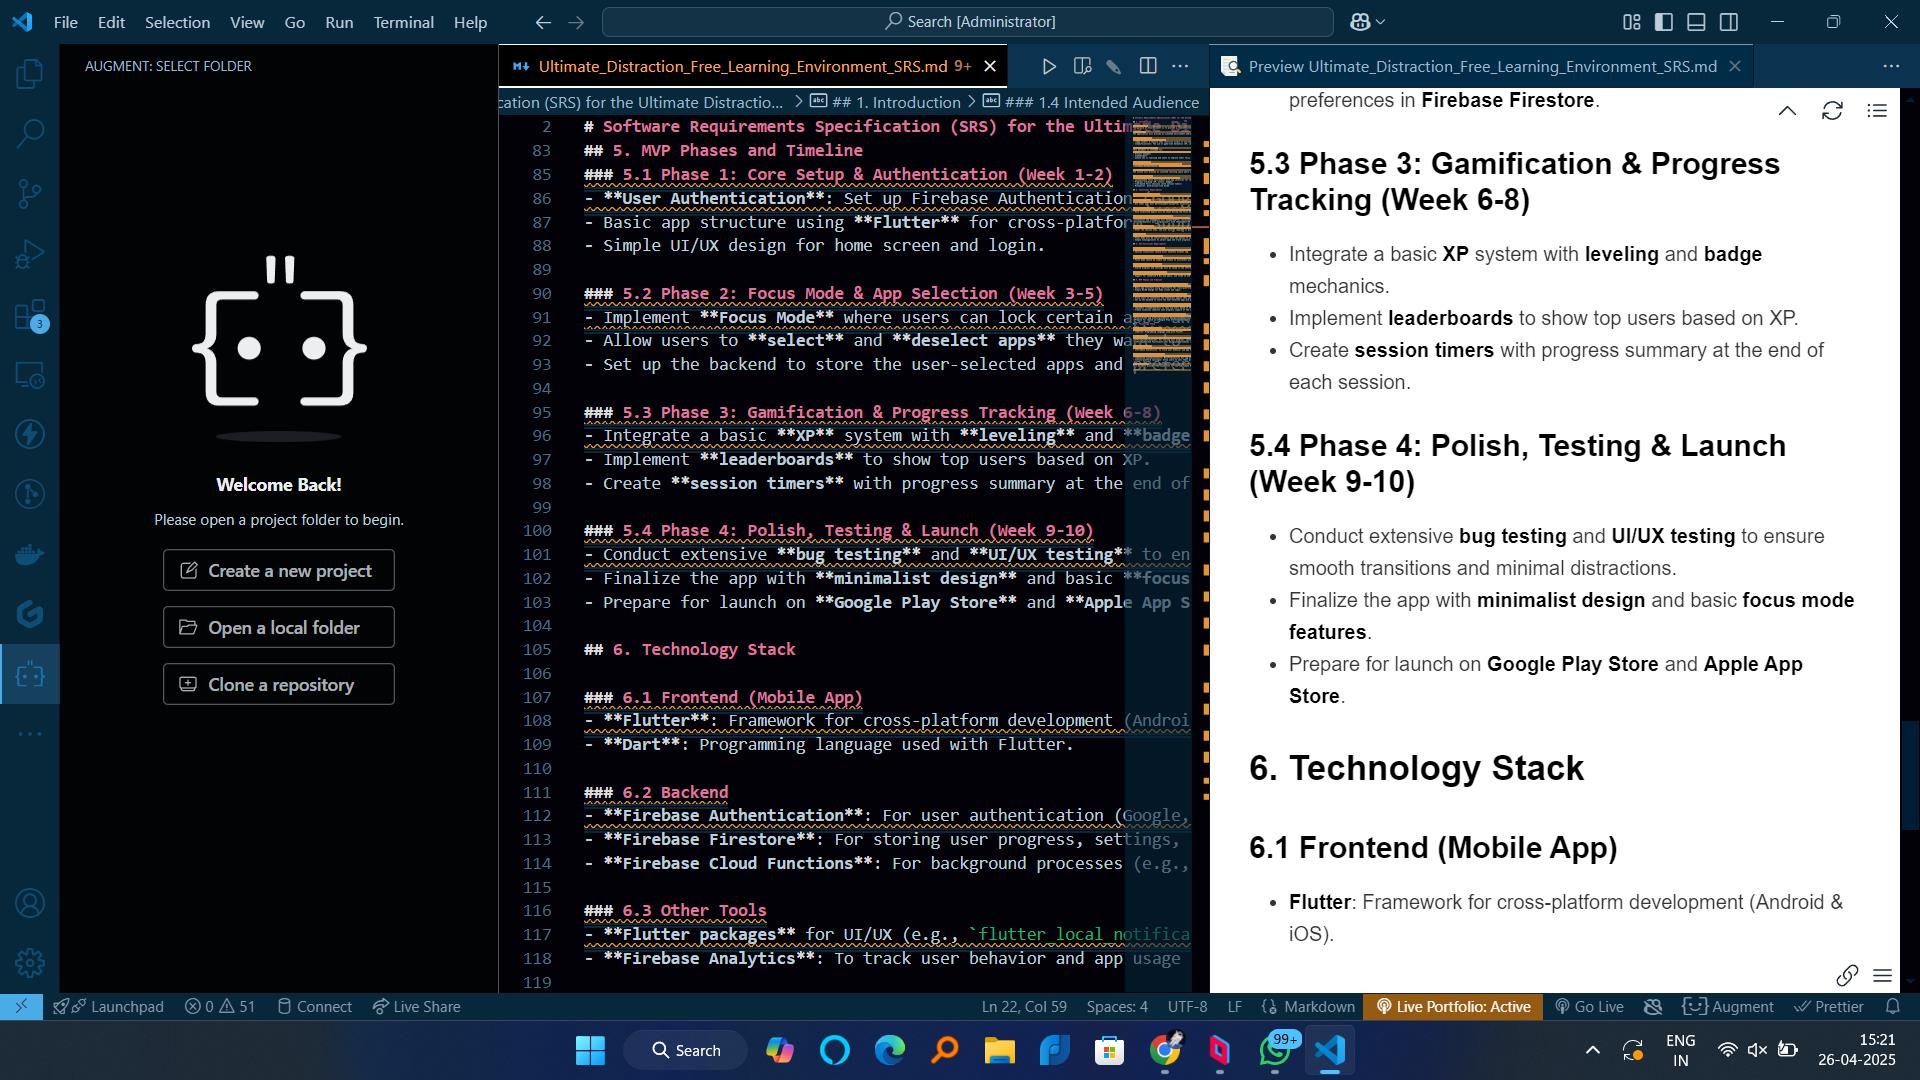 File Edit Selection View Go Run Terminal Help
Search [Administrator]
AUGMENT: SELECT FOLDER
Welcome Back!
Please open a project folder to begin.
Create a new project
Open a local folder
Clone a repository
3
Ultimate_Distraction_Free_Learning_Environment_SRS.md 9+
cation (SRS) for the Ultimate Distractio... > ## 1. Introduction > ### 1.4 Intended Audience
2 # Software Requirements Specification (SRS) for the Ultim
83 ## 5. MVP Phases and Timeline
85 ### 5.1 Phase 1: Core Setup & Authentication (Week 1-2)
86 - **User Authentication**: Set up Firebase Authentication
87 - Basic app structure using **Flutter** for cross-platfor
88 - Simple UI/UX design for home screen and login.
89
90 ### 5.2 Phase 2: Focus Mode & App Selection (Week 3-5)
91 - Implement **Focus Mode** where users can lock certain
92 - Allow users to **select** and **deselect apps** they
93 - Set up the backend to store the user-selected apps and
94
95 ### 5.3 Phase 3: Gamification & Progress Tracking (Week 6-8)
96 - Integrate a basic **XP** system with **leveling** and **badge
97 - Implement **leaderboards** to show top users based on XP.
98 - Create **session timers** with progress summary at the end of
99
100 ### 5.4 Phase 4: Polish, Testing & Launch (Week 9-10)
101 - Conduct extensive **bug testing** and **UI/UX testing** to en
102 - Finalize the app with **minimalist design** and basic **focus
103 - Prepare for launch on **Google Play Store** and **Apple App S
104
105 ## 6. Technology Stack
106
107 ### 6.1 Frontend (Mobile App)
108 - **Flutter**: Framework for cross-platform development (Androi
109 - **Dart**: Programming language used with Flutter.
110
111 ### 6.2 Backend
112 - **Firebase Authentication**: For user authentication (Google,
113 - **Firebase Firestore**: For storing user progress, settings,
114 - **Firebase Cloud Functions**: For background processes (e.g.,
115
116 ### 6.3 Other Tools
117 - **Flutter packages** for UI/UX (e.g., `flutter_local_notifica
118 - **Firebase Analytics**: To track user behavior and app usage
119
Preview Ultimate_Distraction_Free_Learning_Environment_SRS.md
preferences in Firebase Firestore.
5.3 Phase 3: Gamification & Progress
Tracking (Week 6-8)
• Integrate a basic XP system with leveling and badge
mechanics.
• Implement leaderboards to show top users based on XP.
• Create session timers with progress summary at the end of
each session.
5.4 Phase 4: Polish, Testing & Launch
(Week 9-10)
• Conduct extensive bug testing and UI/UX testing to ensure
smooth transitions and minimal distractions.
• Finalize the app with minimalist design and basic focus mode
features.
• Prepare for launch on Google Play Store and Apple App
Store.
6. Technology Stack
6.1 Frontend (Mobile App)
• Flutter: Framework for cross-platform development (Android &
iOS).
Launchpad 0 51 Connect Live Share Ln 22, Col 59 Spaces: 4 UTF-8 LF Markdown Live Portfolio: Active Go Live Augment Prettier
Search
99+
ENG
IN
15:21
26-04-2025